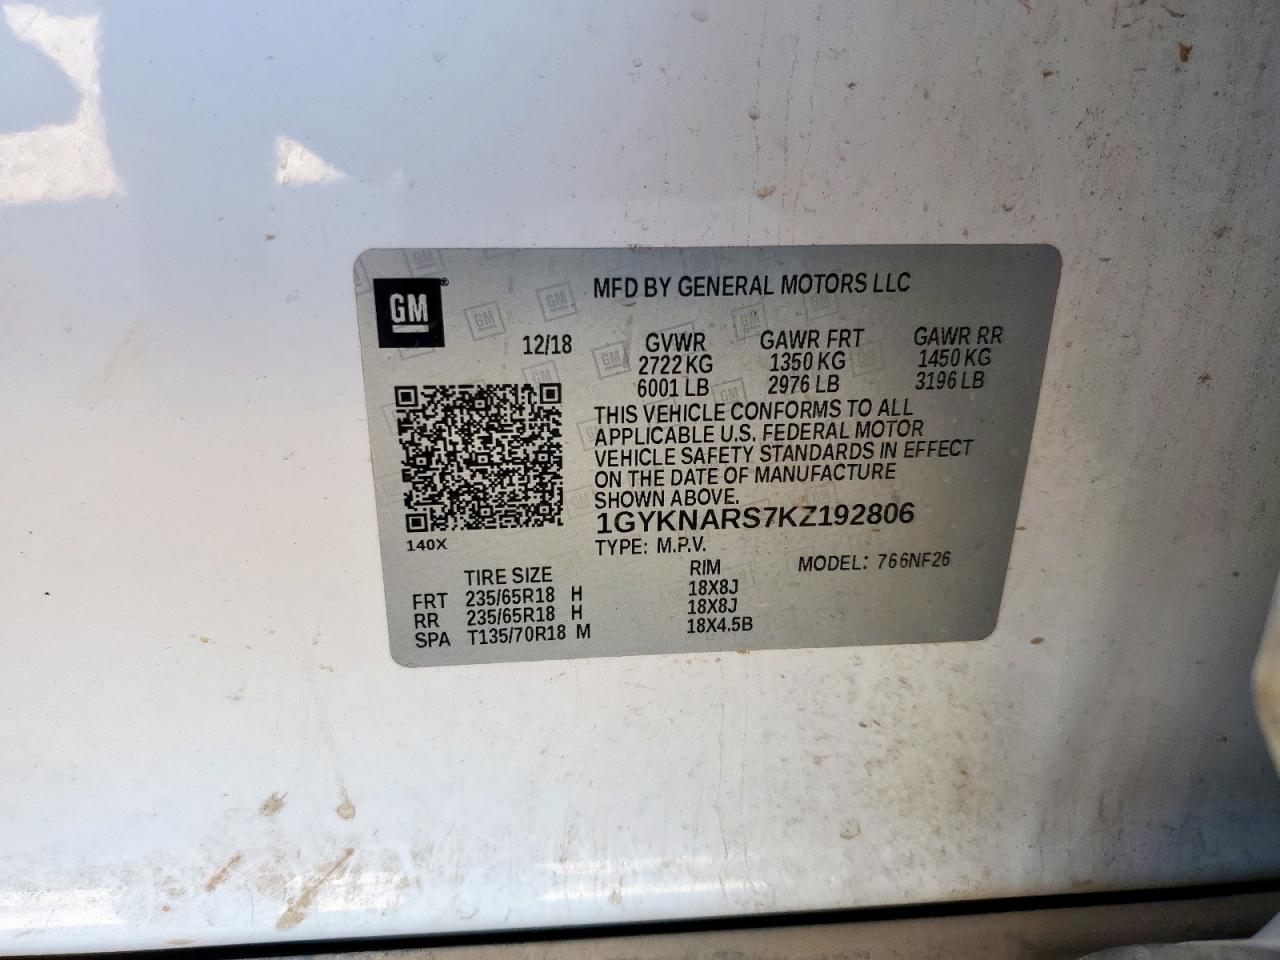 GM®
MFD BY GENERAL MOTORS LLC
12/18 GVWR GAWR FRT GAWR RR
2722 KG 1350 KG 1450 KG
6001 LB 2976 LB 3196 LB
THIS VEHICLE CONFORMS TO ALL
APPLICABLE U.S. FEDERAL MOTOR
VEHICLE SAFETY STANDARDS IN EFFECT
ON THE DATE OF MANUFACTURE
SHOWN ABOVE.
1GYKNARS7KZ192806
140X
TYPE: M.P.V.
MODEL: 766NF26
TIRE SIZE RIM
FRT 235/65R18 H 18X8J
RR 235/65R18 H 18X8J
SPA T135/70R18 M 18X4.5B